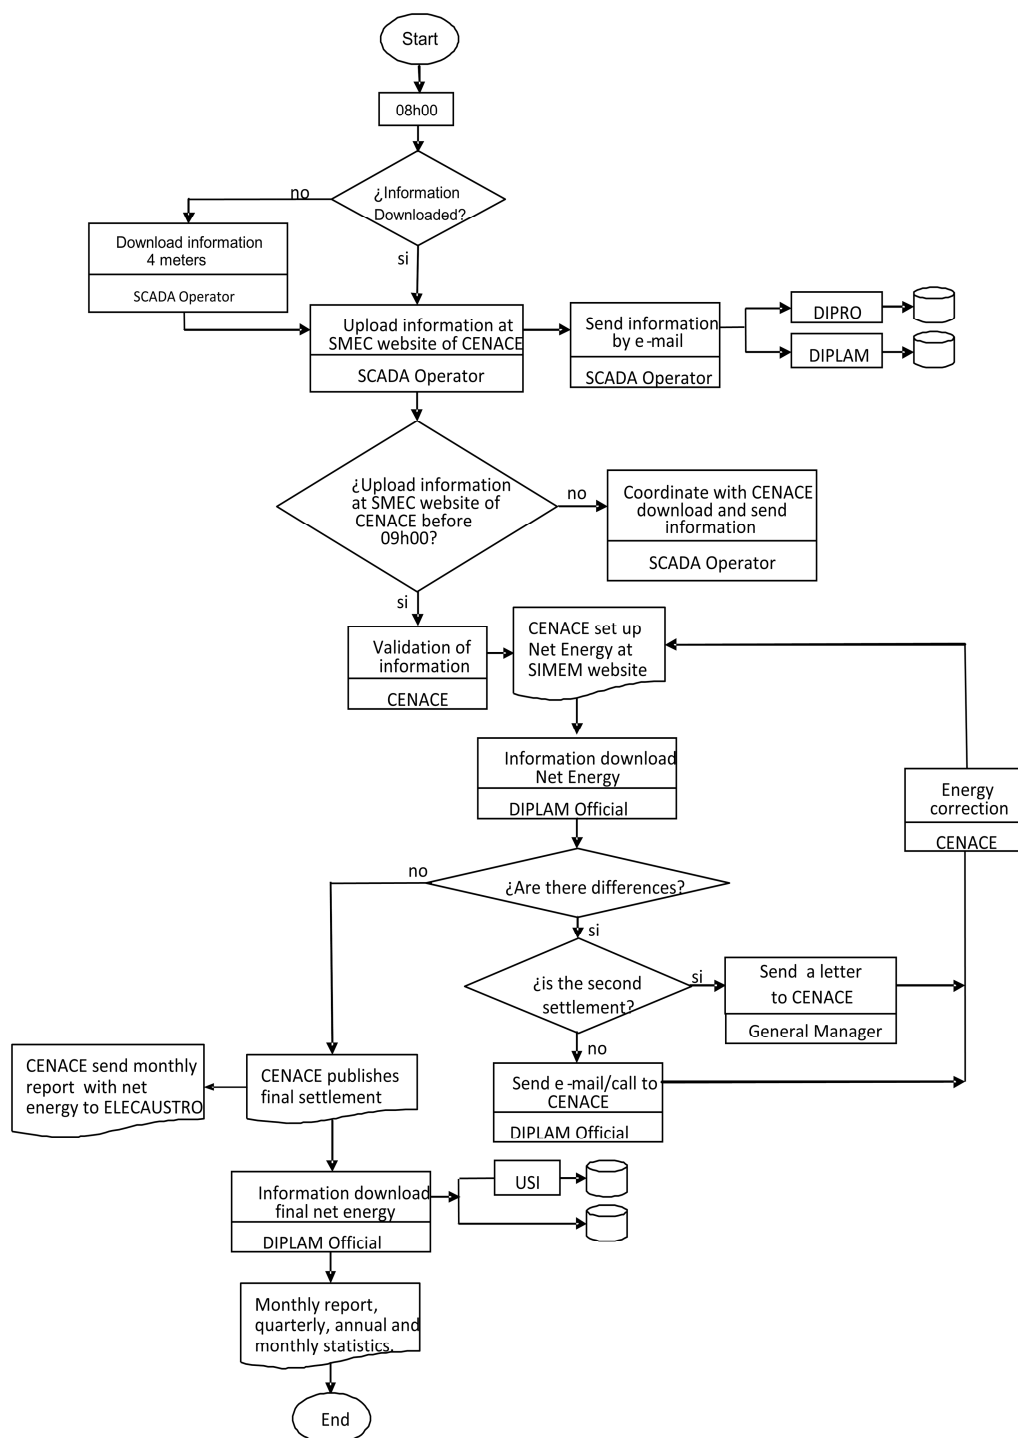 Start
08h00
¿Information
Downloaded?
no
si
Download information
4 meters
SCADA Operator
Upload information at
SMEC website of CENACE
SCADA Operator
Send information
by e-mail
SCADA Operator
DIPRO
DIPLAM
¿Upload information
at SMEC website of
CENACE before
09h00?
no
si
Coordinate with CENACE
download and send
information
SCADA Operator
Validation of
information
CENACE
CENACE set up
Net Energy at
SIMEM website
Information download
Net Energy
DIPLAM Official
Energy
correction
CENACE
¿Are there differences?
no
si
¿is the second
settlement?
si
no
Send a letter
to CENACE
General Manager
Send e-mail/call to
CENACE
DIPLAM Official
CENACE publishes
final settlement
CENACE send monthly
report with net
energy to ELECAUSTRO
Information download
final net energy
DIPLAM Official
USI
Monthly report,
quarterly, annual and
monthly statistics.
End